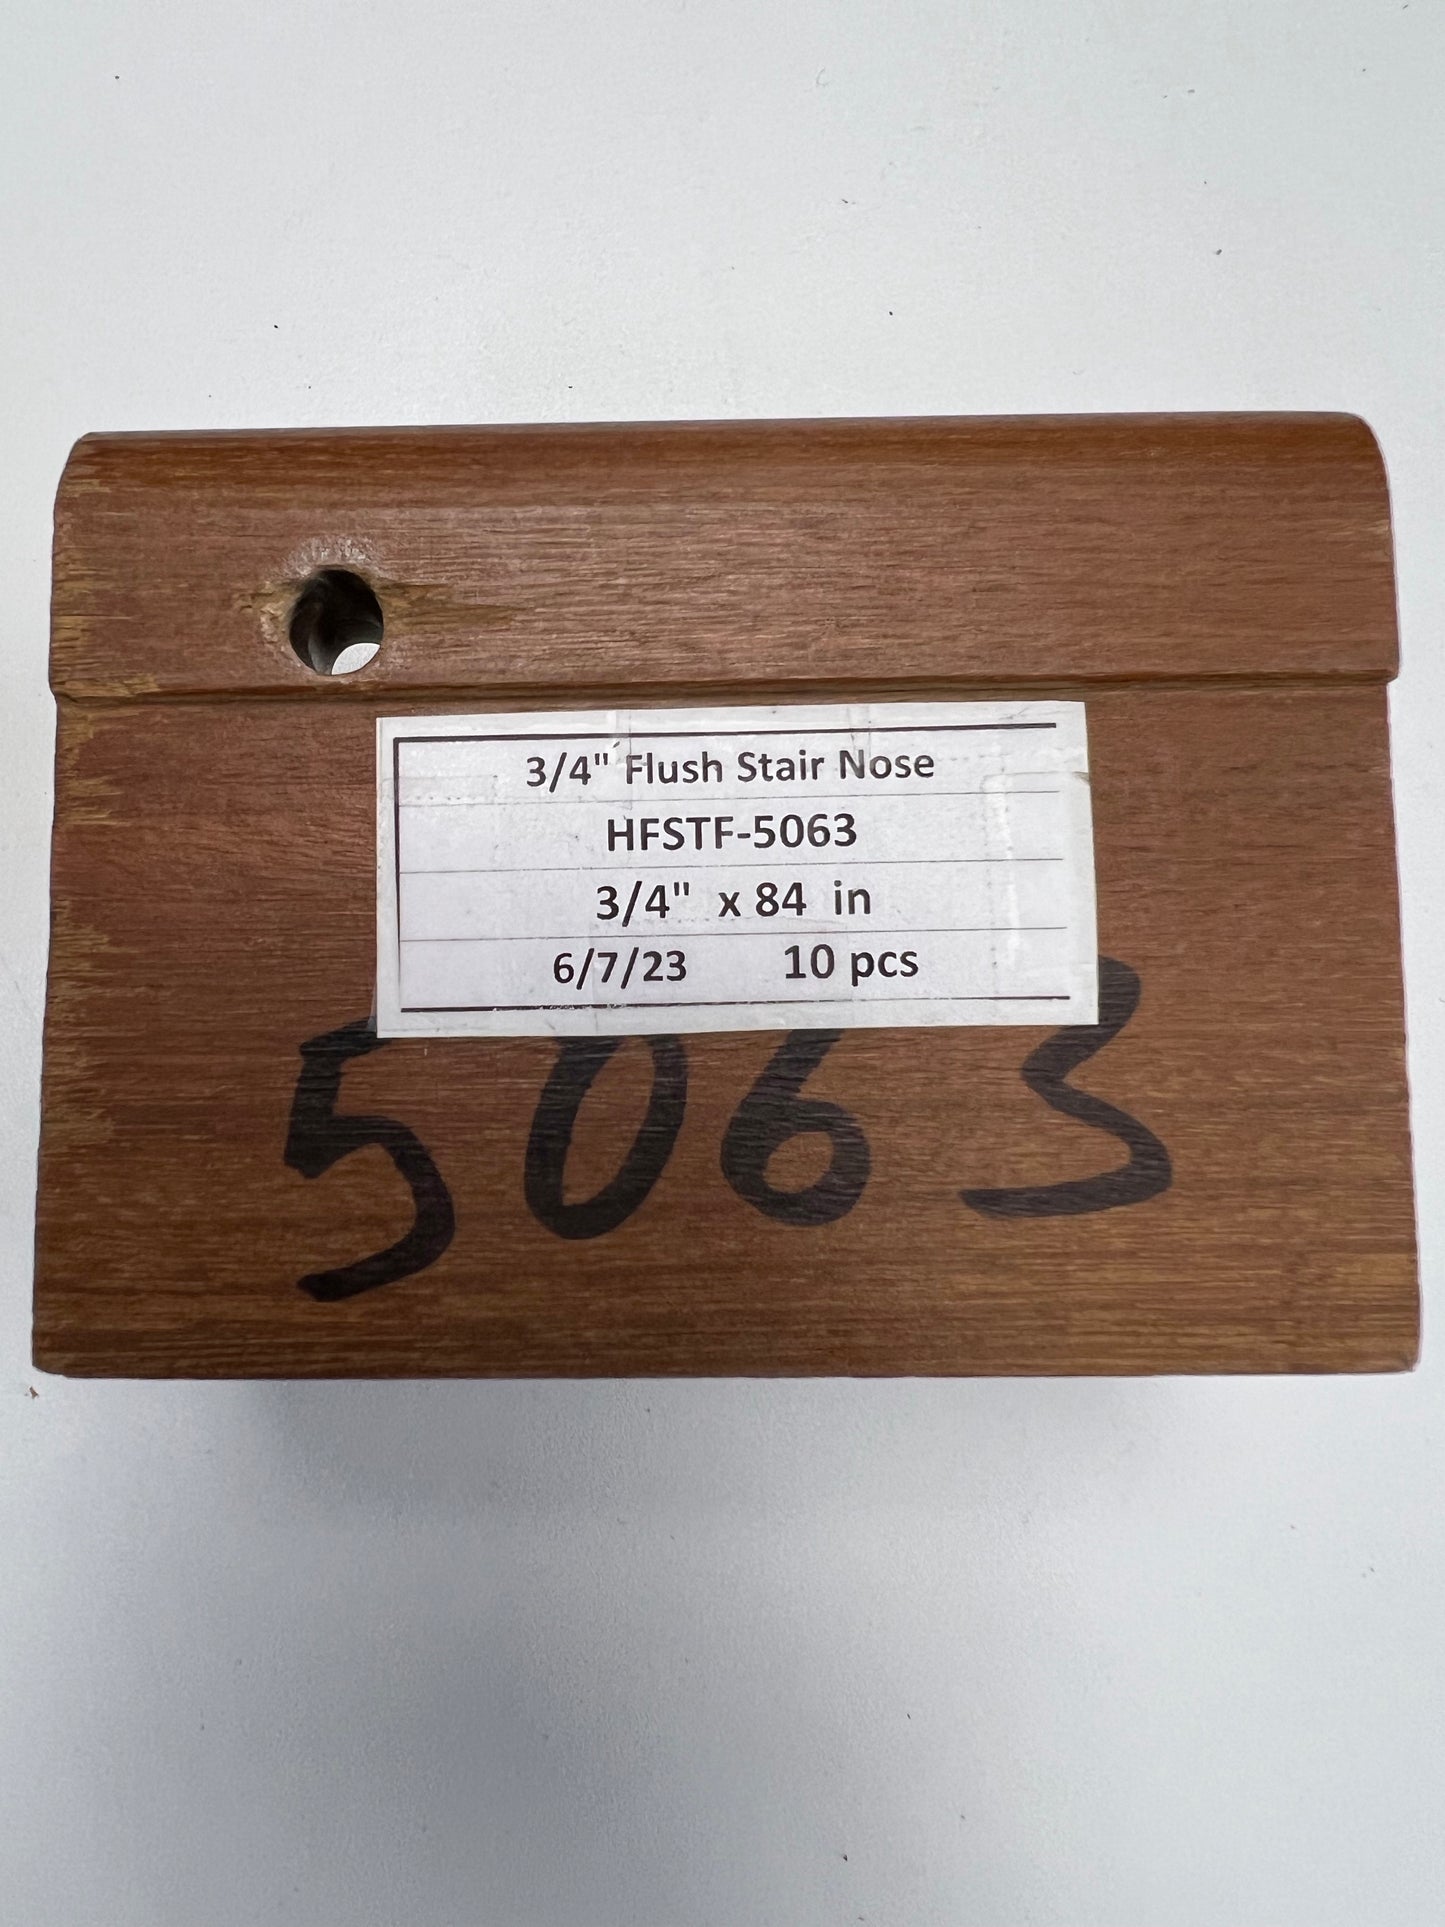 3/4" Flush Stair Nose
HFSTF-5063
3/4" x 84 in
6/7/23 10 pcs
5063